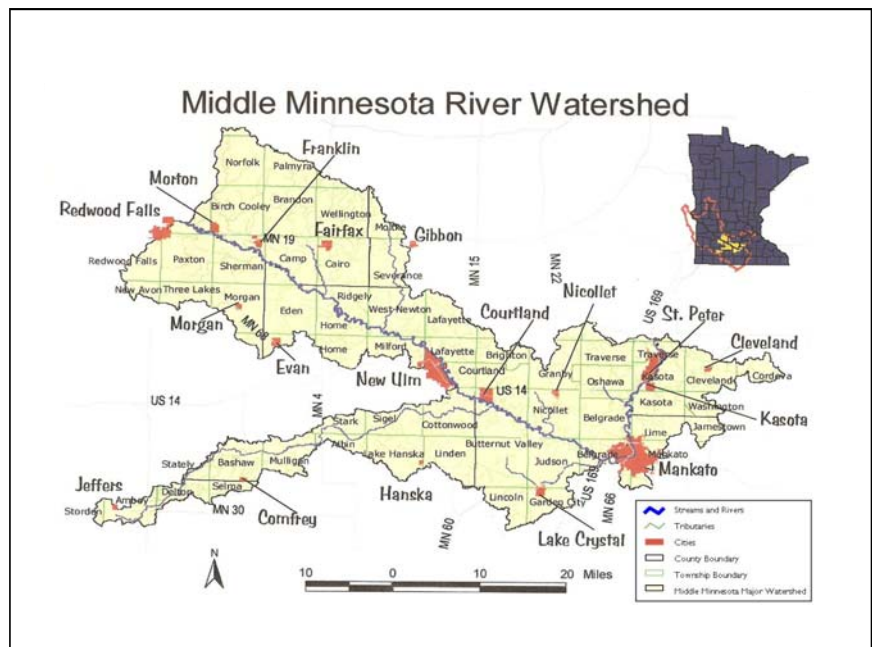 Middle Minnesota River Watershed
Franklin
Norfolk
Palmyra
Morton
Birch Cooley
Brandon
Wellington
Redwood Falls
Moltke
MN 19
Fairfax
Gibbon
Redwood Falls
Paxton
Sherman
Camp
Cairo
Severance
MN 15
MN 22
New Avon
Three Lakes
Morgan
Eden
Ridgely
West Newton
Lafayette
Courtland
Nicollet
US 169
St. Peter
Morgan
MN 68
Home
Home
Milford
Lafayette
Brighton
Granby
Traverse
Traverse
Cleveland
Evan
New Ulm
Courtland
US 14
Oshawa
Kasota
Cleveland
Cordova
US 14
MN 4
Nicollet
Belgrade
Kasota
Washington
Kasota
Stark
Sigel
Cottonwood
Jamestown
Albin
Lake Hanska
Linden
Butternut Valley
Judson
Belgrade
Lime
Mankato
Mankato
Stately
Bashaw
Mulligan
Jeffers
Amboy
Delton
Selma
Hanska
Lincoln
Garden City
US 169
MN 66
Storden
MN 30
Comfrey
MN 60
Lake Crystal
N
10 0 10 20 Miles
Streams and Rivers
Tributaries
Cities
County Boundary
Township Boundary
Middle Minnesota Major Watershed